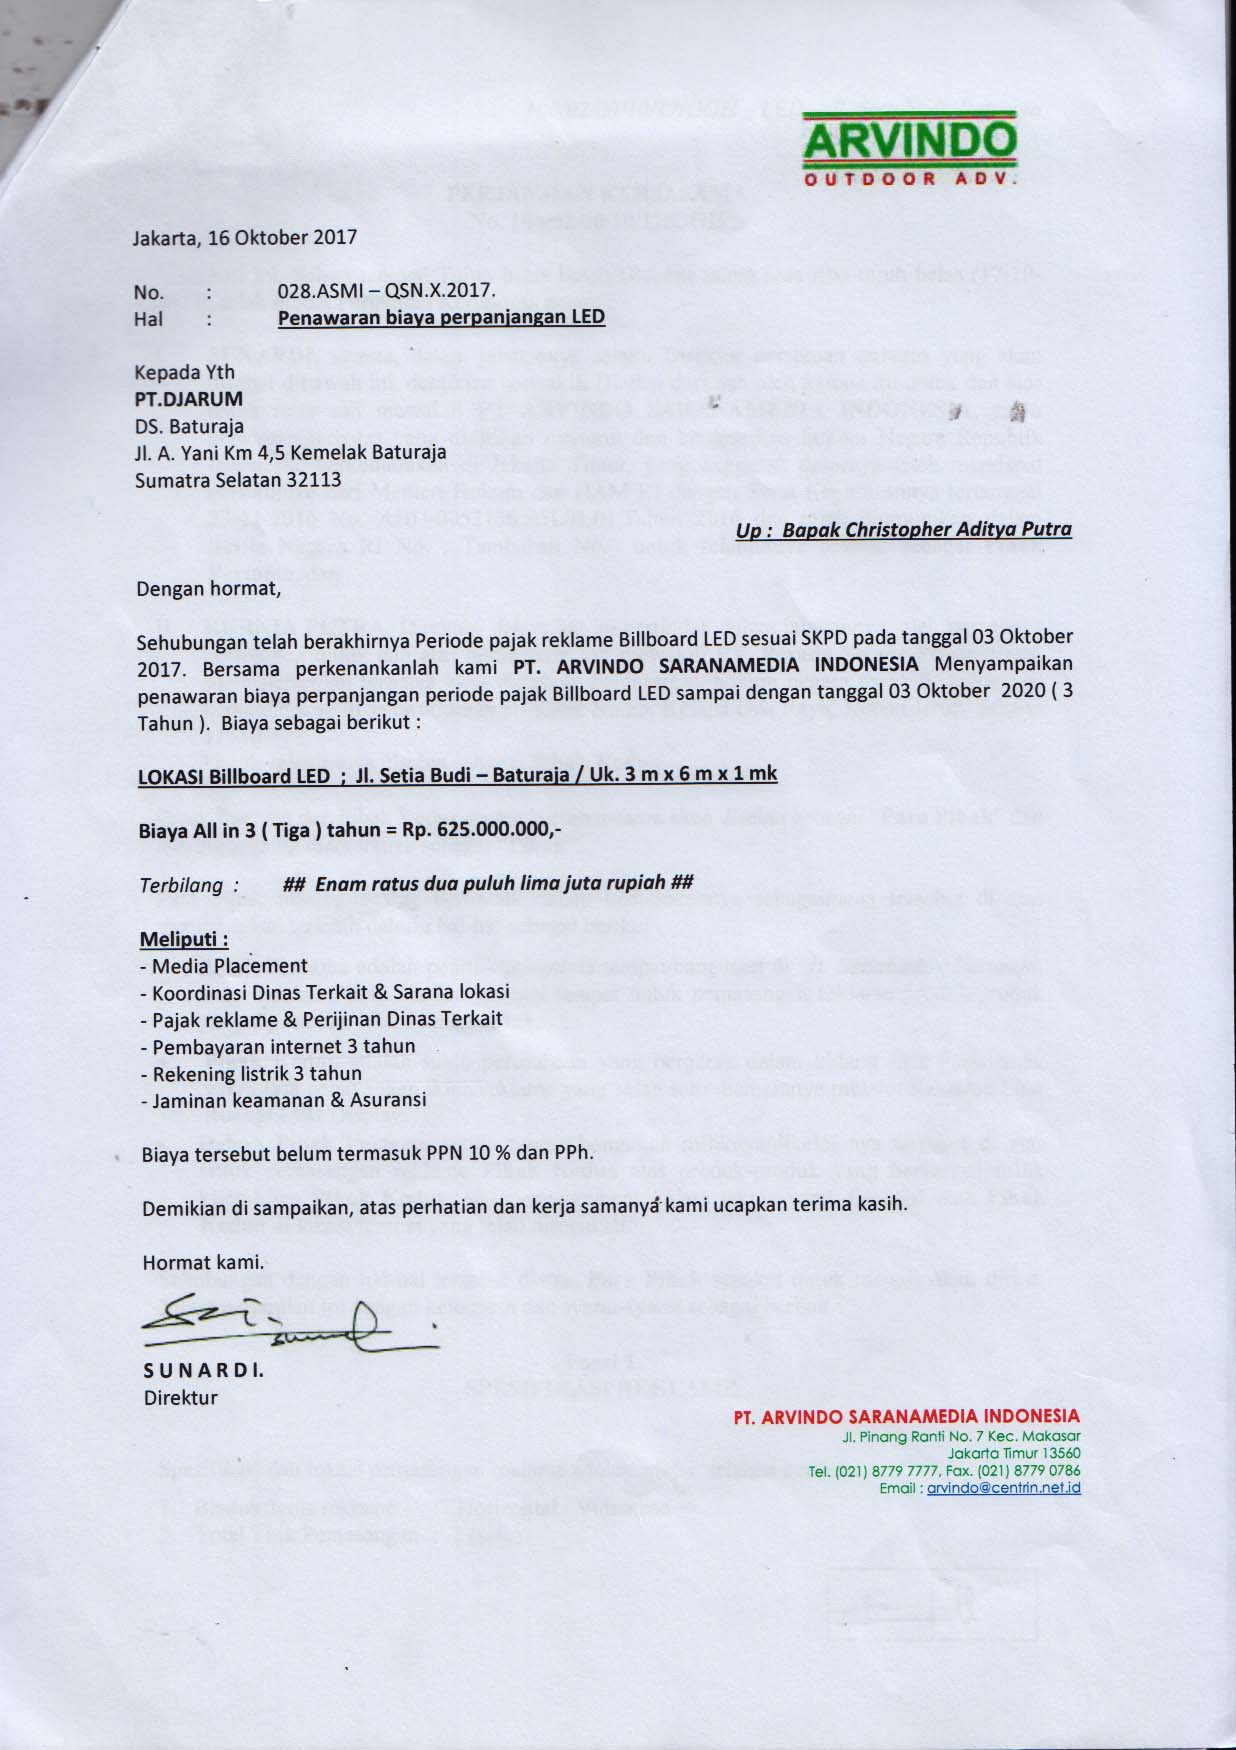 ARVINDO
OUTDOOR ADV.
Jakarta, 16 Oktober 2017
No. : 028.ASMI – QSN.X.2017.
Hal : Penawaran biaya perpanjangan LED
Kepada Yth
PT.DJARUM
DS. Baturaja
Jl. A. Yani Km 4,5 Kemelak Baturaja
Sumatra Selatan 32113
Up : Bapak Christopher Aditya Putra
Dengan hormat,
Sehubungan telah berakhirnya Periode pajak reklame Billboard LED sesuai SKPD pada tanggal 03 Oktober
2017. Bersama perkenankanlah kami PT. ARVINDO SARANAMEDIA INDONESIA Menyampaikan
penawaran biaya perpanjangan periode pajak Billboard LED sampai dengan tanggal 03 Oktober 2020 ( 3
Tahun ). Biaya sebagai berikut :
LOKASI Billboard LED ; Jl. Setia Budi – Baturaja / Uk. 3 m x 6 m x 1 mk
Biaya All in 3 ( Tiga ) tahun = Rp. 625.000.000,-
Terbilang : ## Enam ratus dua puluh lima juta rupiah ##
Meliputi :
- Media Placement
- Koordinasi Dinas Terkait & Sarana lokasi
- Pajak reklame & Perijinan Dinas Terkait
- Pembayaran internet 3 tahun
- Rekening listrik 3 tahun
- Jaminan keamanan & Asuransi
Biaya tersebut belum termasuk PPN 10 % dan PPh.
Demikian di sampaikan, atas perhatian dan kerja samanya kami ucapkan terima kasih.
Hormat kami.
S U N A R D I.
Direktur
PT. ARVINDO SARANAMEDIA INDONESIA
Jl. Pinang Ranti No. 7 Kec. Makasar
Jakarta Timur 13560
Tel. (021) 8779 7777, Fax. (021) 8779 0786
Email : arvindo@centrin.net.id